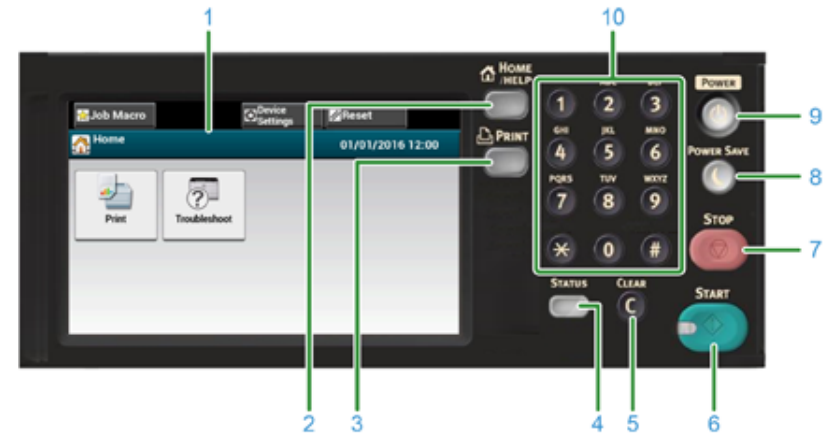 1
10
HOME
/HELP
POWER
Job Macro
Device
Settings
Reset
1
2
3
Home
01/01/2016 12:00
PRINT
9
GHI
JKL
MNO
4
5
6
POWER SAVE
8
Print
Troubleshoot
PQRS
TUV
WXYZ
7
8
9
STOP
7
0
#
STATUS
CLEAR
C
START
2
3
4
5
6